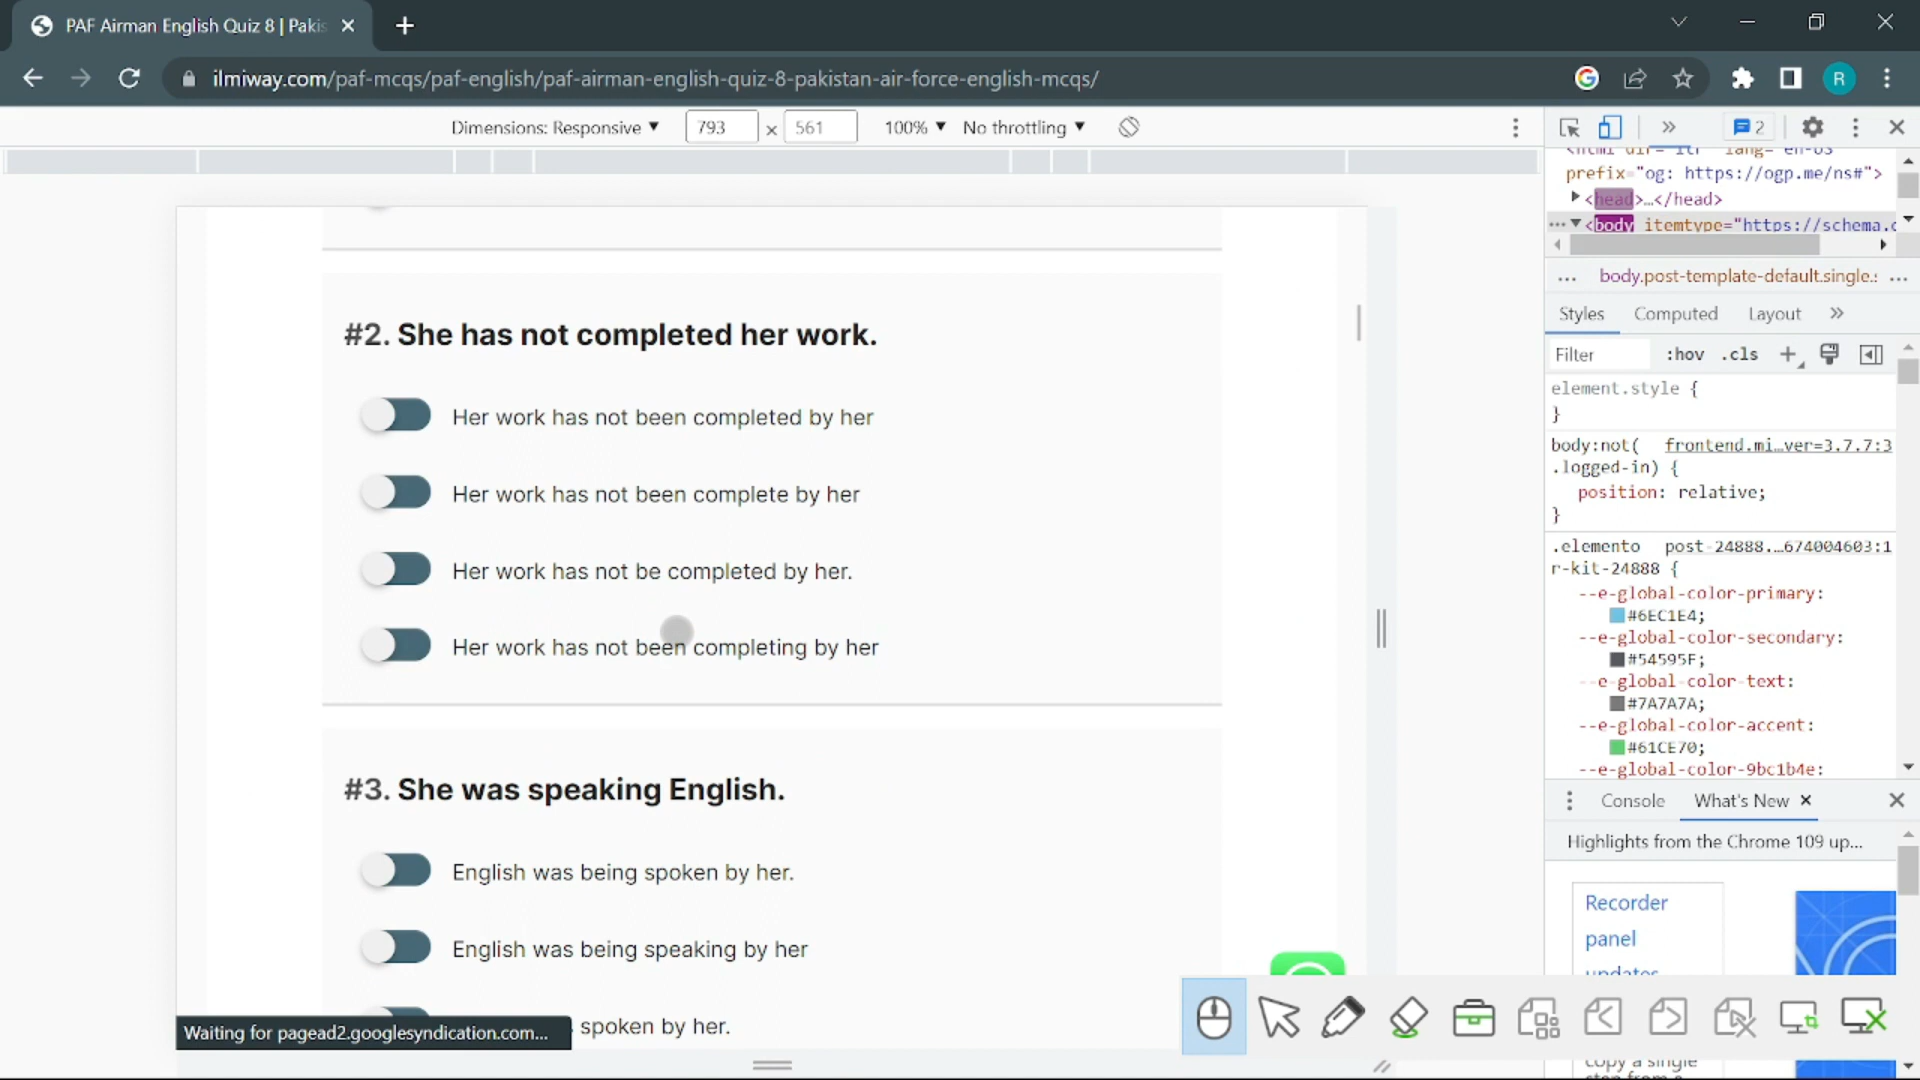 PAF Airman English Quiz 8 | Pakis
ilmiway.com/paf-mcqs/paf-english/paf-airman-english-quiz-8-pakistan-air-force-english-mcqs/
R
Dimensions: Responsive
793 x 561
100%
No throttling
2
prefix="og: https://ogp.me/ns#">
<head>…</head>
<body itemtype="https://schema.c
body.post-template-default.single.s
Styles
Computed
Layout
Filter
:hov
.cls
element.style {
}
body:not( frontend.mi…ver=3.7.7:3
.logged-in) {
position: relative;
}
.elemento post-24888.…674004603:1
r-kit-24888 {
--e-global-color-primary:
#6EC1E4;
--e-global-color-secondary:
#54595F;
--e-global-color-text:
#7A7A7A;
--e-global-color-accent:
#61CE70;
--e-global-color-9bc1b4e:
Console
What's New
Highlights from the Chrome 109 up...
Recorder
panel
updates
copy a single
#2. She has not completed her work.
Her work has not been completed by her
Her work has not been complete by her
Her work has not be completed by her.
Her work has not been completing by her
#3. She was speaking English.
English was being spoken by her.
English was being speaking by her
spoken by her.
Waiting for pagead2.googlesyndication.com...